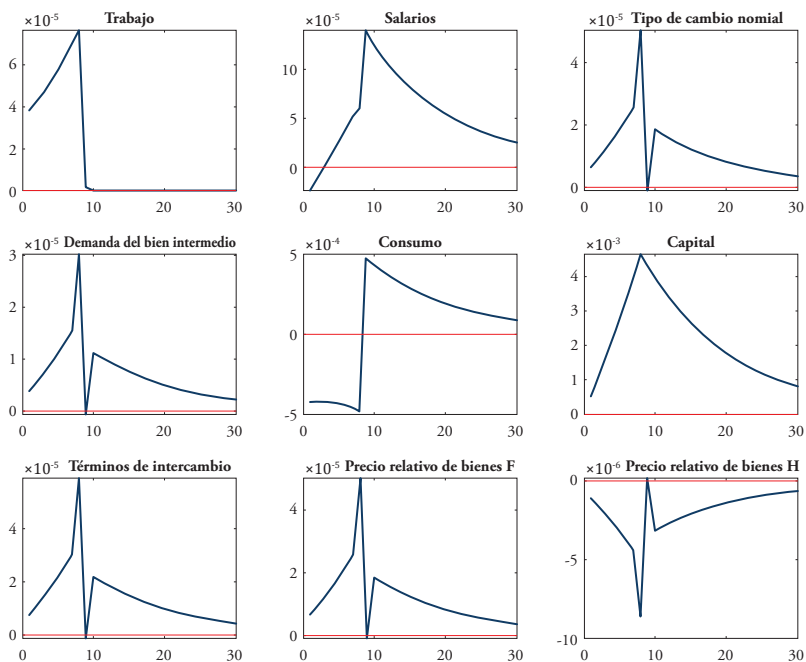 ×10⁻⁵ Trabajo
6
4
2
0
0 10 20 30
×10⁻⁵ Salarios
10
5
0
0 10 20 30
×10⁻⁵ Tipo de cambio nomial
4
2
0
0 10 20 30
×10⁻⁵ Demanda del bien intermedio
3
2
1
0
0 10 20 30
×10⁻⁴ Consumo
5
0
-5
0 10 20 30
×10⁻³ Capital
4
3
2
1
0
0 10 20 30
×10⁻⁵ Términos de intercambio
4
2
0
0 10 20 30
×10⁻⁵ Precio relativo de bienes F
4
2
0
0 10 20 30
×10⁻⁶ Precio relativo de bienes H
0
-5
-10
0 10 20 30